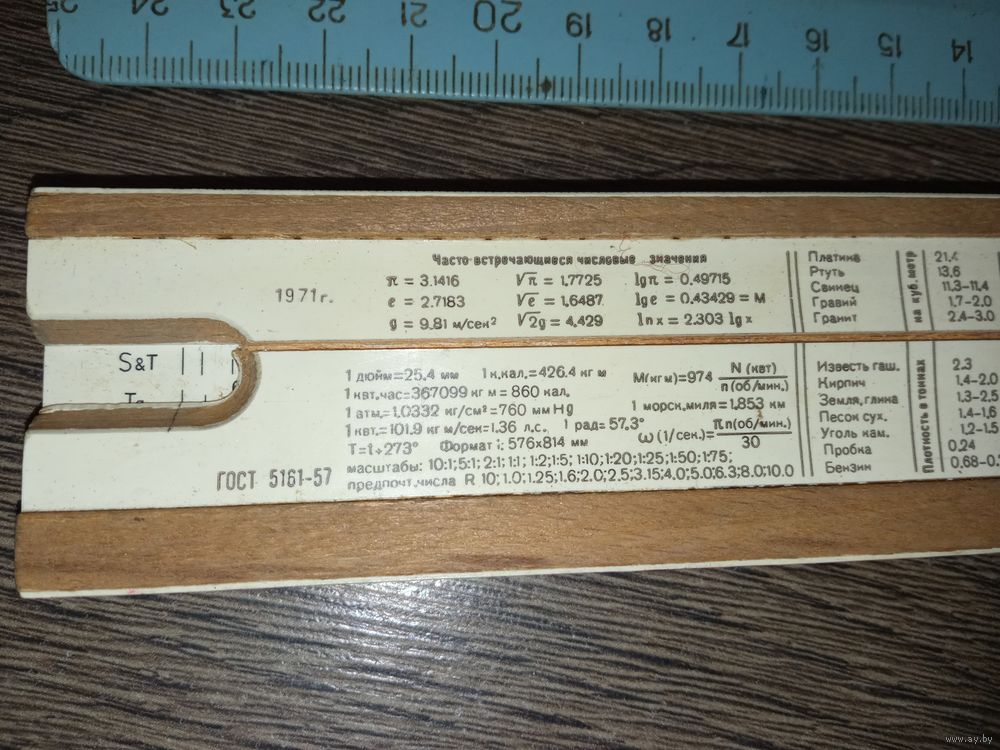 25 24 23 22 21 20 19 18 17 16 15 14
Часто встречающиеся числовые значения
1971г.
π = 3.1416 √π = 1,7725 lgπ = 0.49715
e = 2.7183 √e = 1,6487 lge = 0.43429 = M
g = 9.81 м/сек² √2g = 4,429 lnx = 2.303 lgx
Платина 21.4
Ртуть 13,6
Свинец 11.3-11.4
Гравий 1,7-2.0
Гранит 2.4-3.0
на куб. метр
S&T
1 дюйм=25,4 мм 1 к.кал.=426.4 кг м
1 квт.час=367099 кг м = 860 кал.
1 атм.=1,0332 кг/см²=760 мм Hg
1 квт.=101.9 кг м/сек=1.36 л.с. 1 рад= 57,3°
T=t+273° Формат i: 576x814 мм
M(кгм)=974 N (квт) / n(об/мин.)
1 морск.миля=1,853 км
ω(1/сек.)= πn(об/мин.) / 30
масштабы: 10:1;5:1; 2:1;1:1; 1:2;1:5; 1:10;1:20;1:25;1:50;1:75;
предпочт.числа R 10;1.0;1.25;1.6;2.0;2,5;3.15;4.0;5.0;6.3;8.0;10.0
ГОСТ 5161-57
Известь гаш. 2.3
Кирпич 1,4-2.0
Земля, глина 1.3-2.5
Песок сух. 1.4-1.6
Уголь кам. 1,2-1.5
Пробка 0,24
Бензин
Плотность в тоннах
www.ay.by